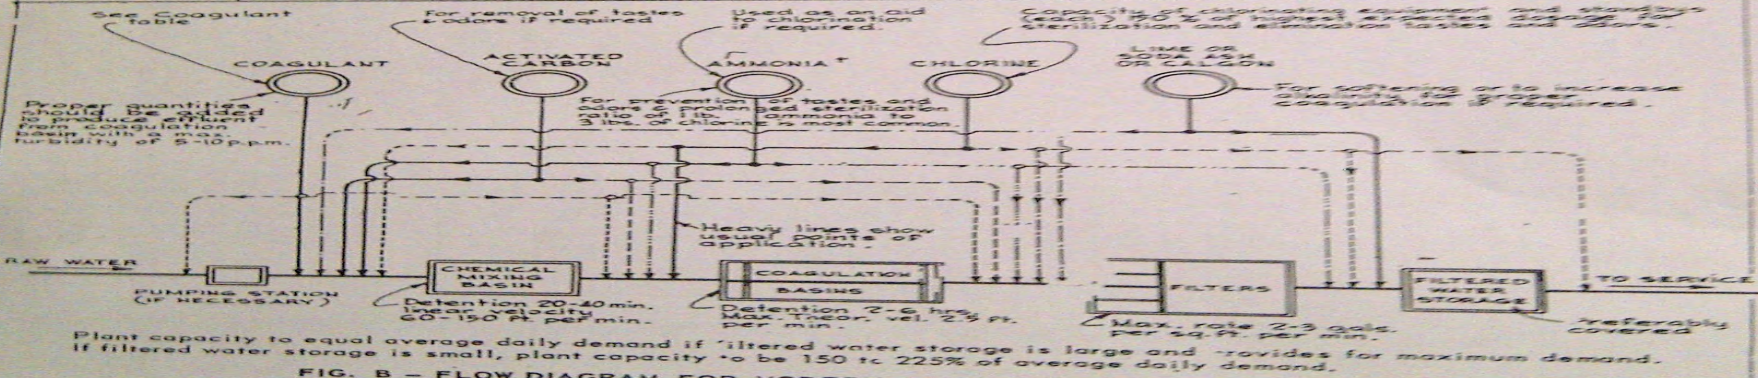 See Coagulant
table
For removal of tastes
& odors if required
Used as an aid
to chlorination
if required.
Capacity of chlorinating equipment and standbys
(each) 150 % of highest expected dosage for
sterilization and elimination tastes and odors.
COAGULANT
ACTIVATED
CARBON
AMMONIA
CHLORINE
LIME OR
SODA ASH
OR CALGON
Proper quantities
should be added
to produce effluent
from coagulation
basin with a max.
turbidity of 5-10 p.p.m.
For prevention of tastes and
odors & prolonged sterilization
ratio of 1 lb. ammonia to
3 lbs. of chlorine is most common.
For softening or to increase
alkalinity for proper
coagulation if required.
Heavy lines show
usual points of
application.
RAW WATER
PUMPING STATION
(IF NECESSARY)
CHEMICAL
MIXING
BASIN
Detention 20-40 min.
linear velocity
60-150 ft. per min.
COAGULATION
BASINS
Detention 2-6 hrs.
Max. linear. vel. 2.5 ft.
per min.
FILTERS
Max. rate 2-3 gals.
per sq. ft. per min.
FILTERED
WATER
STORAGE
TO SERVICE
Preferably
covered
Plant capacity to equal average daily demand if filtered water storage is large and provides for maximum demand.
If filtered water storage is small, plant capacity to be 150 to 225% of average daily demand.
FIG. B — FLOW DIAGRAM FOR